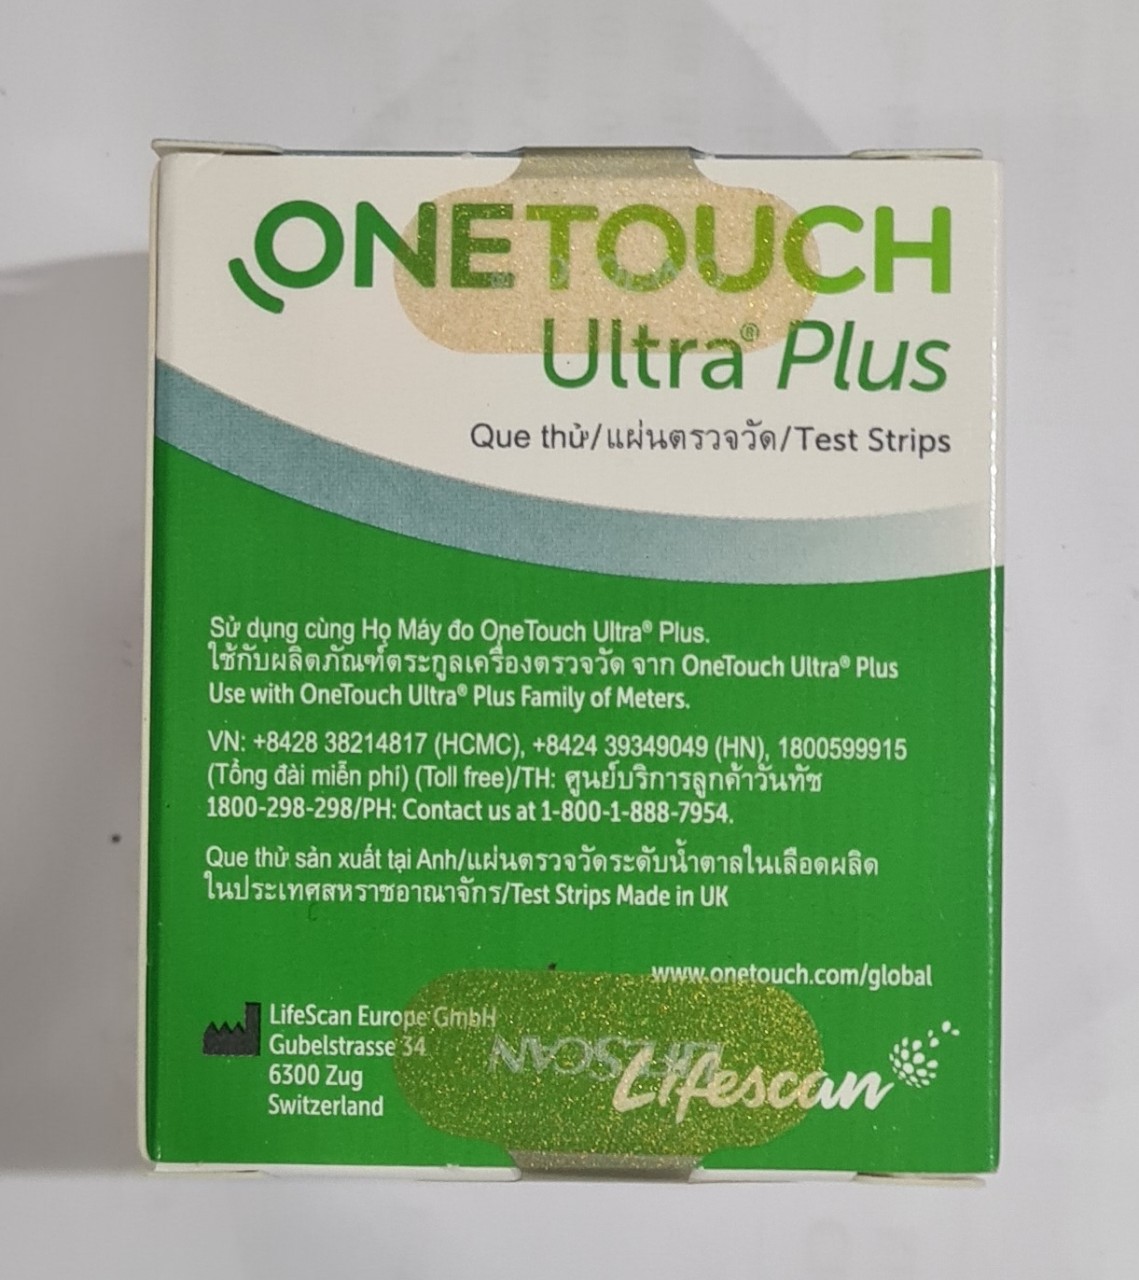 ONETOUCH
Ultra® Plus
Que thử/แผ่นตรวจวัด/Test Strips
Sử dụng cùng Họ Máy đo OneTouch Ultra® Plus.
ใช้กับผลิตภัณฑ์ตระกูลเครื่องตรวจวัด จาก OneTouch Ultra® Plus
Use with OneTouch Ultra® Plus Family of Meters.
VN: +8428 38214817 (HCMC), +8424 39349049 (HN), 1800599915
(Tổng đài miễn phí) (Toll free)/TH: ศูนย์บริการลูกค้าวันทัช
1800-298-298/PH: Contact us at 1-800-1-888-7954.
Que thử sản xuất tại Anh/แผ่นตรวจวัดระดับน้ำตาลในเลือดผลิต
ในประเทศสหราชอาณาจักร/Test Strips Made in UK
www.onetouch.com/global
LifeScan Europe GmbH
Gubelstrasse 34
6300 Zug
Switzerland
LIFESCAN
Lifescan